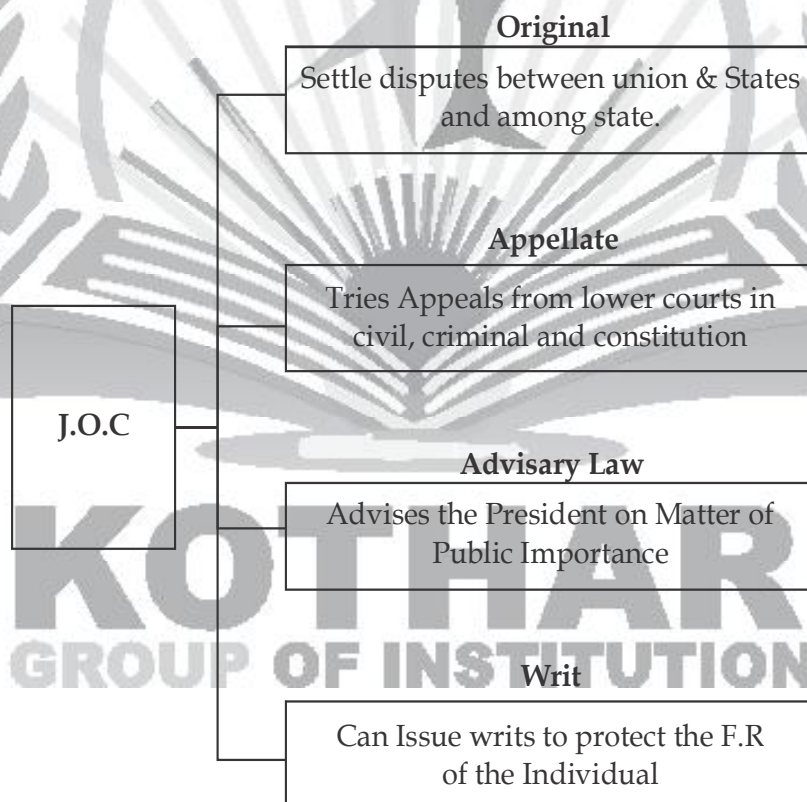 Original
Settle disputes between union & States
and among state.
Appellate
Tries Appeals from lower courts in
civil, criminal and constitution
J.O.C
Advisary Law
Advises the President on Matter of
Public Importance
KOTHAR
GROUP OF INSTITUTION
Writ
Can Issue writs to protect the F.R
of the Individual